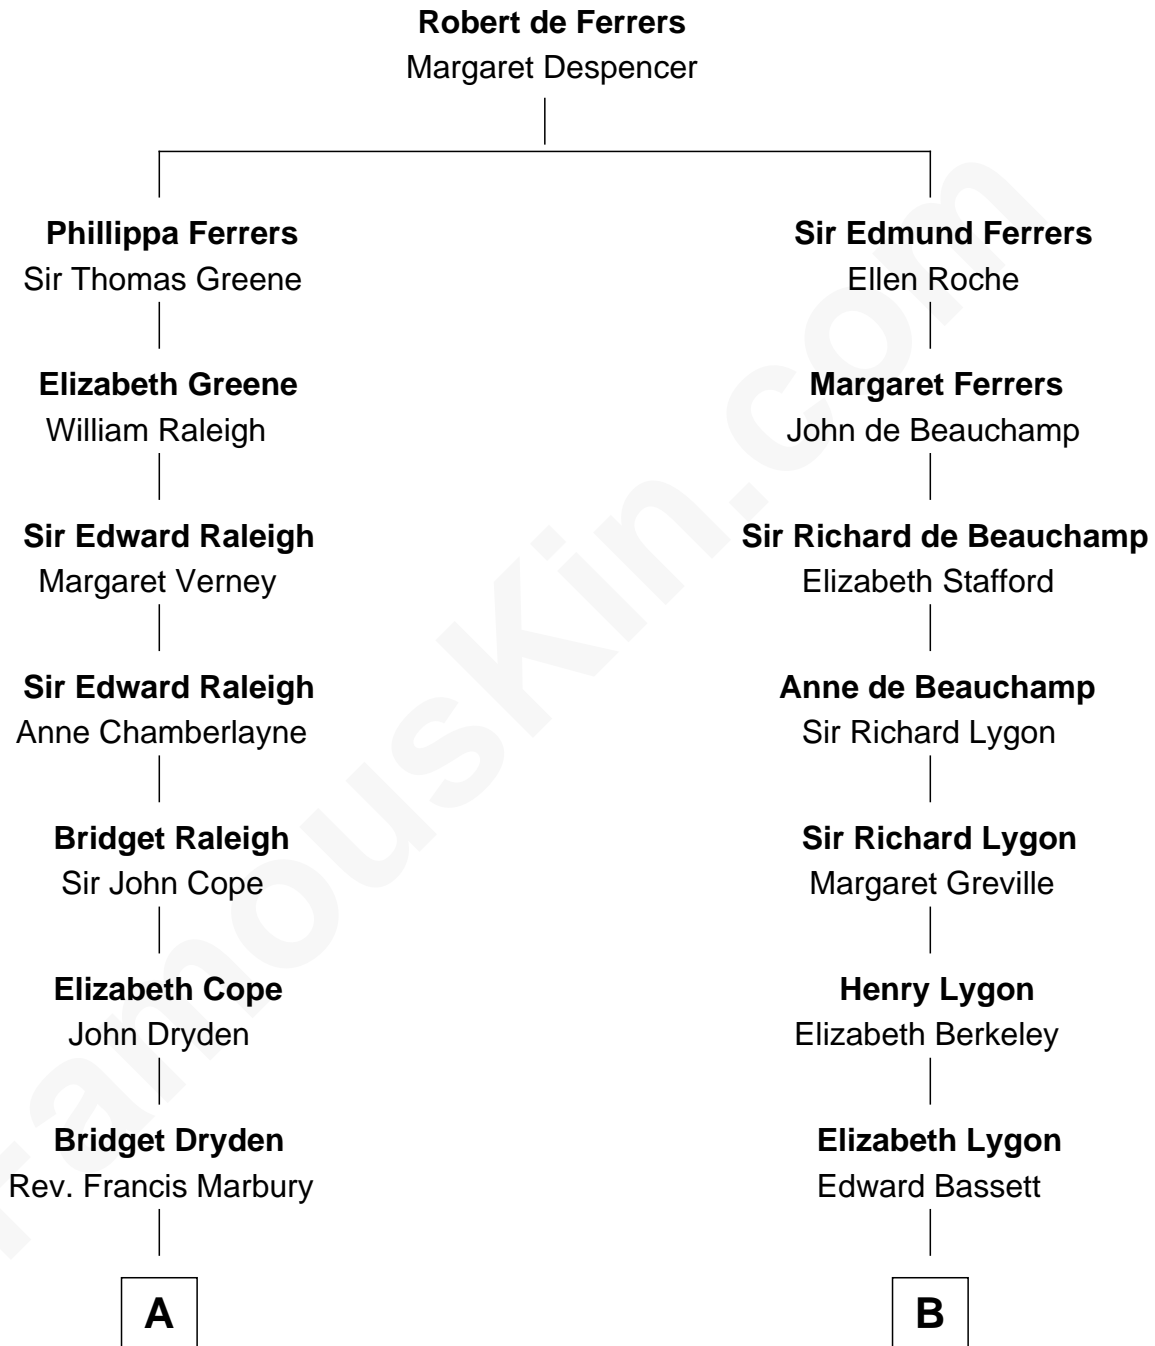 Robert de Ferrers
Margaret Despencer
Phillippa Ferrers
Sir Thomas Greene
Elizabeth Greene
William Raleigh
Sir Edward Raleigh
Margaret Verney
Sir Edward Raleigh
Anne Chamberlayne
Bridget Raleigh
Sir John Cope
Elizabeth Cope
John Dryden
Bridget Dryden
Rev. Francis Marbury
A
Sir Edmund Ferrers
Ellen Roche
Margaret Ferrers
John de Beauchamp
Sir Richard de Beauchamp
Elizabeth Stafford
Anne de Beauchamp
Sir Richard Lygon
Sir Richard Lygon
Margaret Greville
Henry Lygon
Elizabeth Berkeley
Elizabeth Lygon
Edward Bassett
B
FamousKin.com